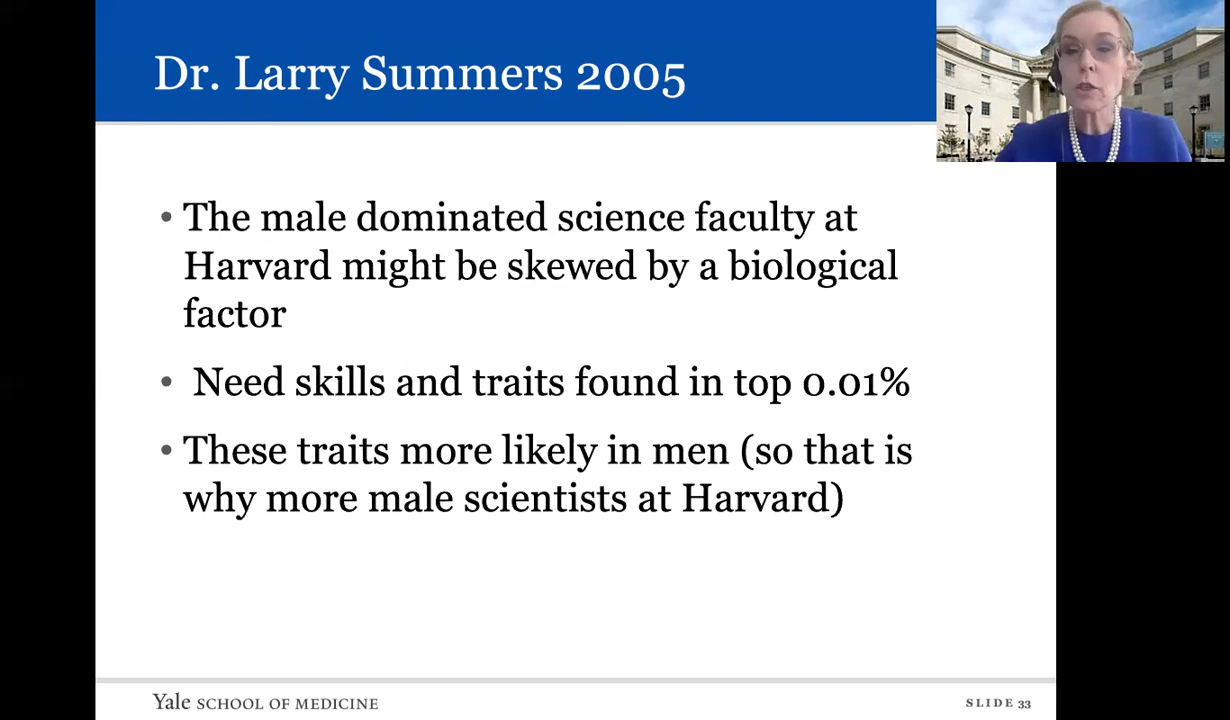 Dr. Larry Summers 2005
• The male dominated science faculty at
Harvard might be skewed by a biological
factor
• Need skills and traits found in top 0.01%
• These traits more likely in men (so that is
why more male scientists at Harvard)
Yale SCHOOL OF MEDICINE
SLIDE 33